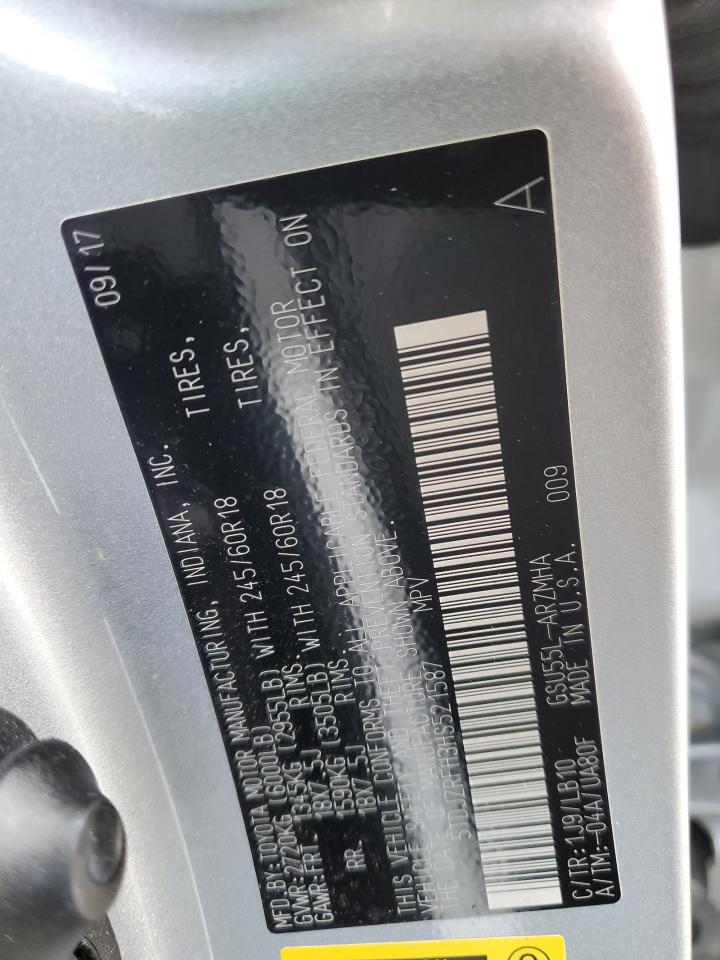 MFD.BY:TOYOTA MOTOR MANUFACTURING, INDIANA, INC. 09/17
GVWR:2720KG (6000LB)
GAWR:FRT. 1345KG (2955LB) WITH 245/60R18 TIRES,
18X7.5J RIMS.
RR. 1590KG (3505LB) WITH 245/60R18 TIRES,
18X7.5J RIMS.
THIS VEHICLE CONFORMS TO ALL APPLICABLE FEDERAL MOTOR
VEHICLE SAFETY AND THEFT PREVENTION STANDARDS IN EFFECT ON
THE DATE OF MANUFACTURE SHOWN ABOVE.
5TDJZRFH3HS521587 MPV
A
C/TR:1J9/LB10 GSU55L-ARZMHA 009
A/TM:-04A/UA80F MADE IN U.S.A.